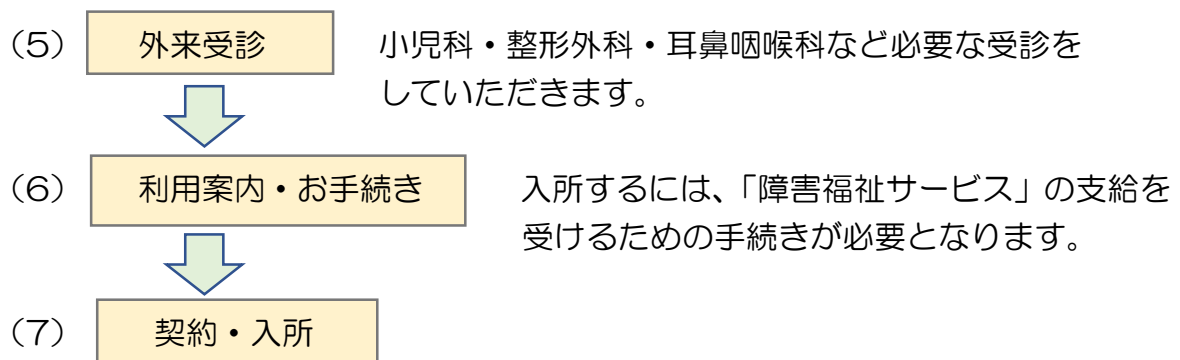 （5） 外来受診 小児科・整形外科・耳鼻咽喉科など必要な受診を
していただきます。
（6） 利用案内・お手続き 入所するには、「障害福祉サービス」の支給を
受けるための手続きが必要となります。
（7） 契約・入所